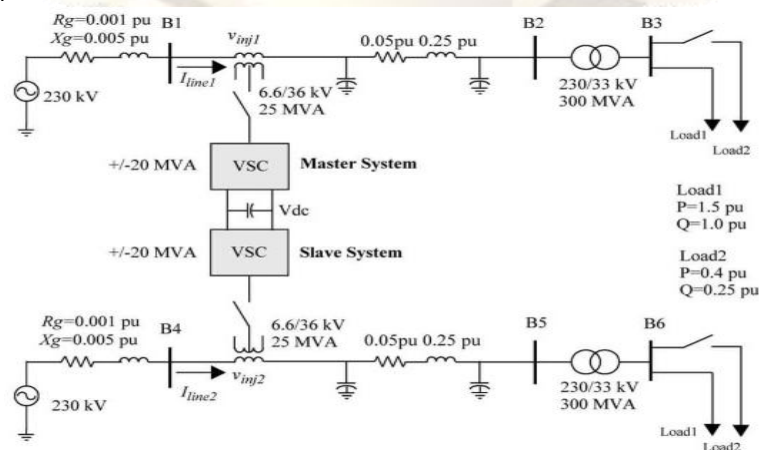 Rg=0.001 pu
Xg=0.005 pu
B1
vinj1
Iline1
0.05pu 0.25 pu
B2
B3
230 kV
6.6/36 kV
25 MVA
230/33 kV
300 MVA
Load1
Load2
+/-20 MVA
VSC
Master System
Vdc
+/-20 MVA
VSC
Slave System
Load1
P=1.5 pu
Q=1.0 pu
Load2
P=0.4 pu
Q=0.25 pu
Rg=0.001 pu
Xg=0.005 pu
B4
6.6/36 kV
25 MVA
vinj2
Iline2
0.05pu 0.25 pu
B5
B6
230 kV
230/33 kV
300 MVA
Load1
Load2